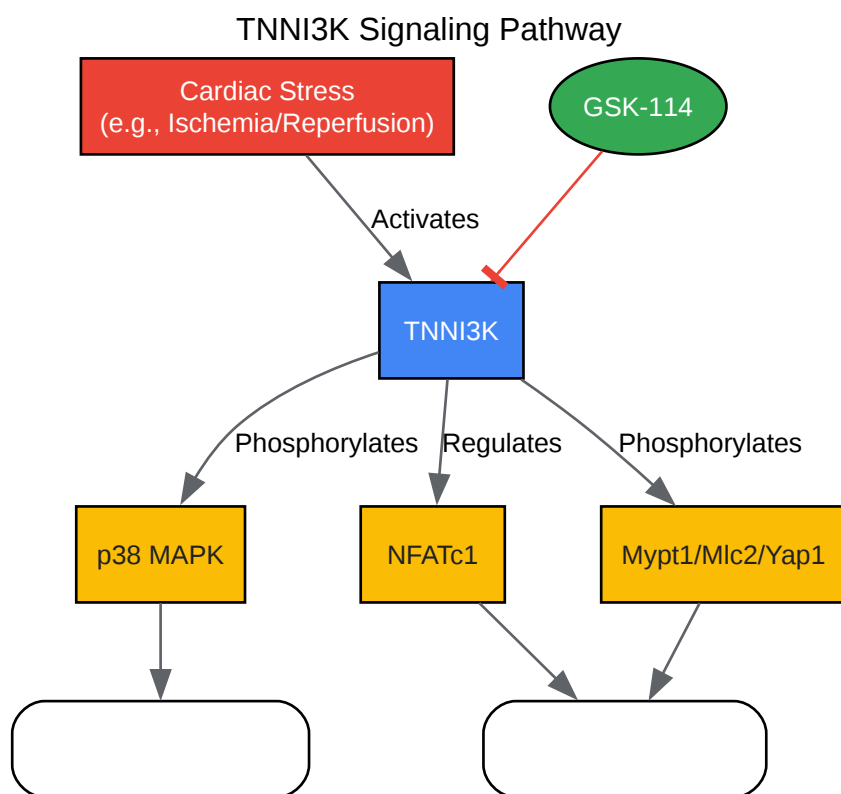 TNNI3K Signaling Pathway
Cardiac Stress
(e.g., Ischemia/Reperfusion)
GSK-114
Activates
TNNI3K
Phosphorylates
Regulates
Phosphorylates
p38 MAPK
NFATc1
Mypt1/Mlc2/Yap1